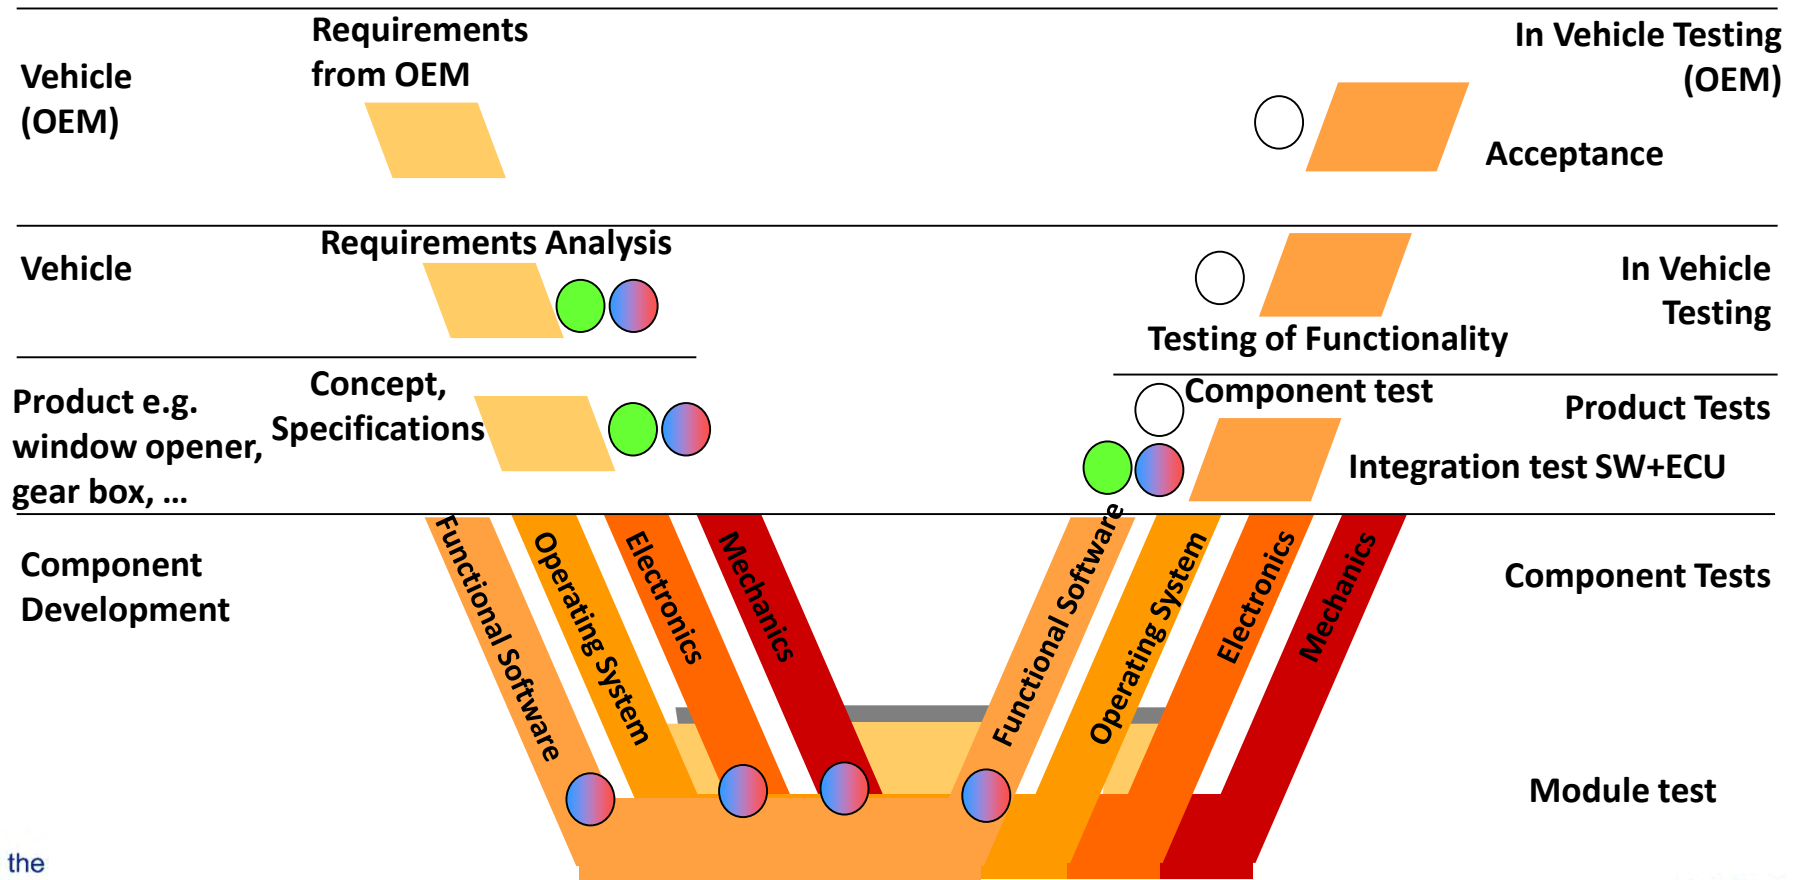 Requirements
from OEM
Vehicle
(OEM)
In Vehicle Testing
(OEM)
Acceptance
Requirements Analysis
Vehicle
In Vehicle
Testing
Testing of Functionality
Concept,
Specifications
Product e.g.
window opener,
gear box, ...
Component test
Product Tests
Integration test SW+ECU
Component
Development
Functional Software
Operating System
Electronics
Mechanics
Functional Software
Operating System
Electronics
Mechanics
Component Tests
Module test
the